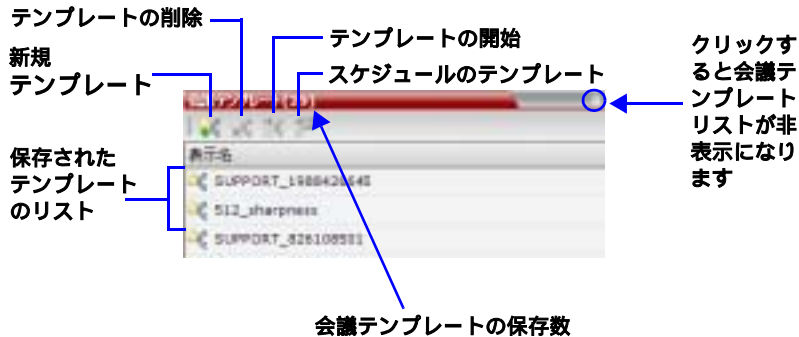 テンプレートの削除
新規
テンプレート
テンプレートの開始
スケジュールのテンプレート
クリックす
ると会議テ
ンプレート
リストが非
表示になり
ます
保存された
テンプレート
のリスト
表示名
512_sharpness
会議テンプレートの保存数